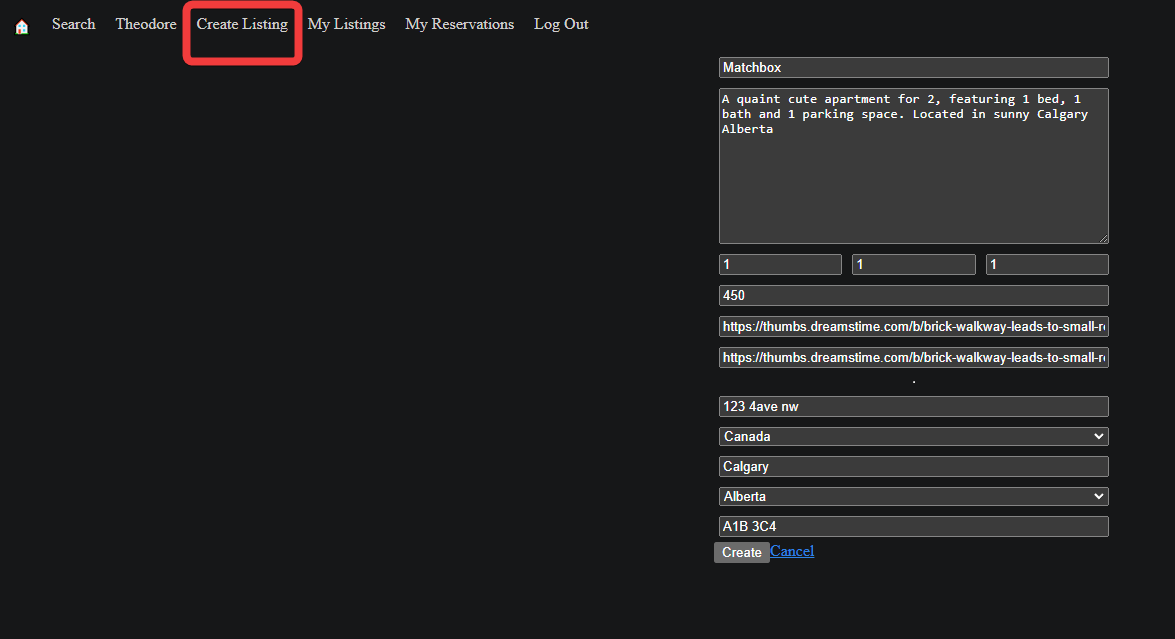 Search Theodore Create Listing My Listings My Reservations Log Out
Matchbox
A quaint cute apartment for 2, featuring 1 bed, 1
bath and 1 parking space. Located in sunny Calgary
Alberta
1 1 1
450
https://thumbs.dreamstime.com/b/brick-walkway-leads-to-small-r
https://thumbs.dreamstime.com/b/brick-walkway-leads-to-small-r
.
123 4ave nw
Canada
Calgary
Alberta
A1B 3C4
Create Cancel